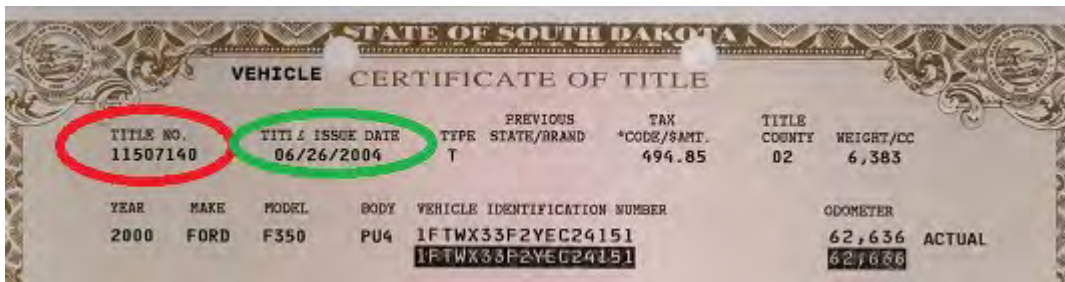 STATE OF SOUTH DAKOTA
VEHICLE CERTIFICATE OF TITLE
PREVIOUS TAX TITLE
TITLE NO. TITLE ISSUE DATE TYPE STATE/BRAND *CODE/$AMT. COUNTY WEIGHT/CC
11507140 06/26/2004 T 494.85 02 6,383
YEAR MAKE MODEL BODY VEHICLE IDENTIFICATION NUMBER ODOMETER
2000 FORD F350 PU4 1FTWX33F2YEC24151 62,636 ACTUAL
1FTWX33F2YEC24151 62,636